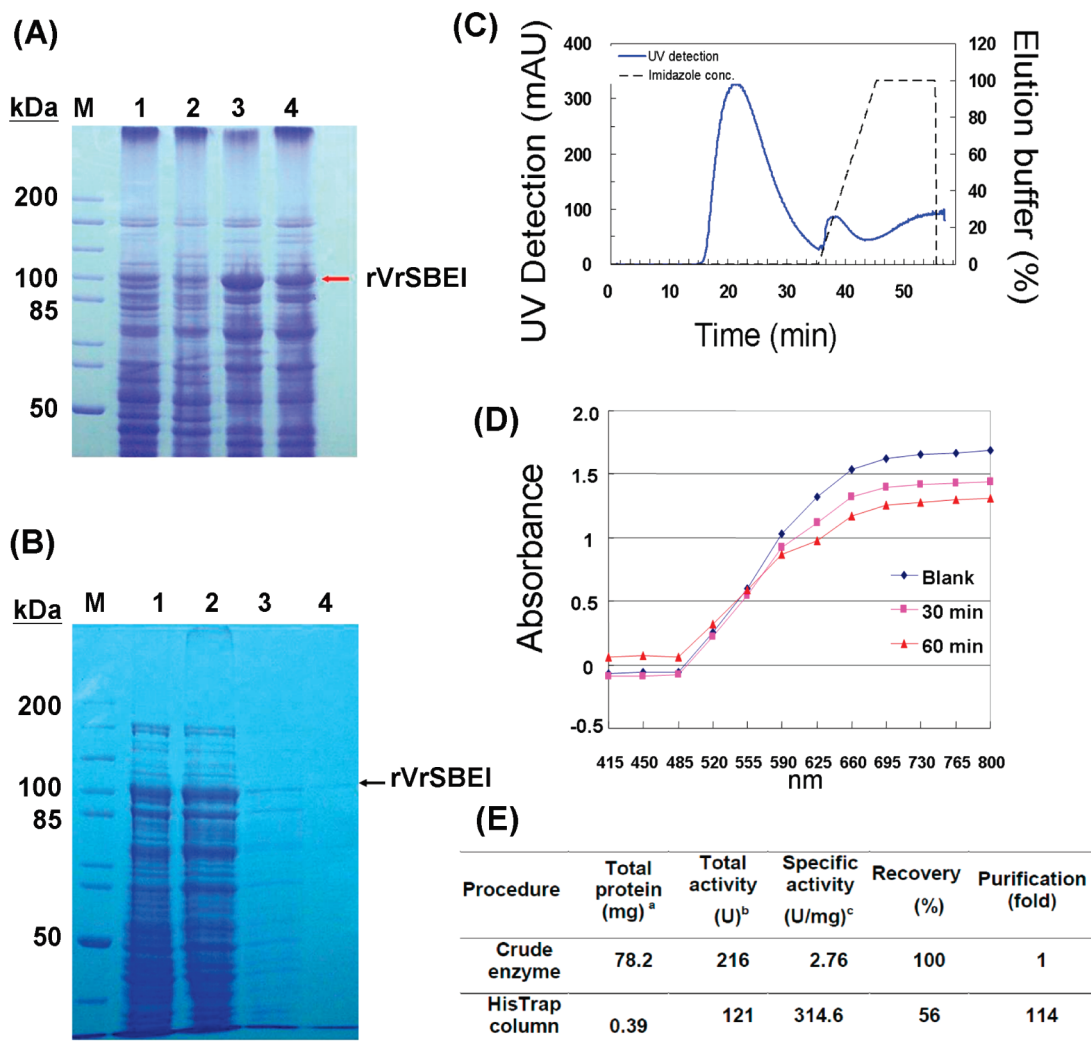 (A)
kDa M 1 2 3 4
200
100
85
50
rVrSBEI
(B)
kDa M 1 2 3 4
200
100
85
50
rVrSBEI
(C)
UV Detection (mAU)
400
300
200
100
0
UV detection
Imidazole conc.
120
100
80
60
40
20
0
Elution buffer (%)
0 10 20 30 40 50
Time (min)
(D)
Absorbance
2.0
1.5
1
0.5
0
-0.5
Blank
30 min
60 min
415 450 485 520 555 590 625 660 695 730 765 800
nm
(E)
Procedure Total protein (mg) a Total activity (U)b Specific activity (U/mg)c Recovery (%) Purification (fold)
Crude enzyme 78.2 216 2.76 100 1
HisTrap column 0.39 121 314.6 56 114